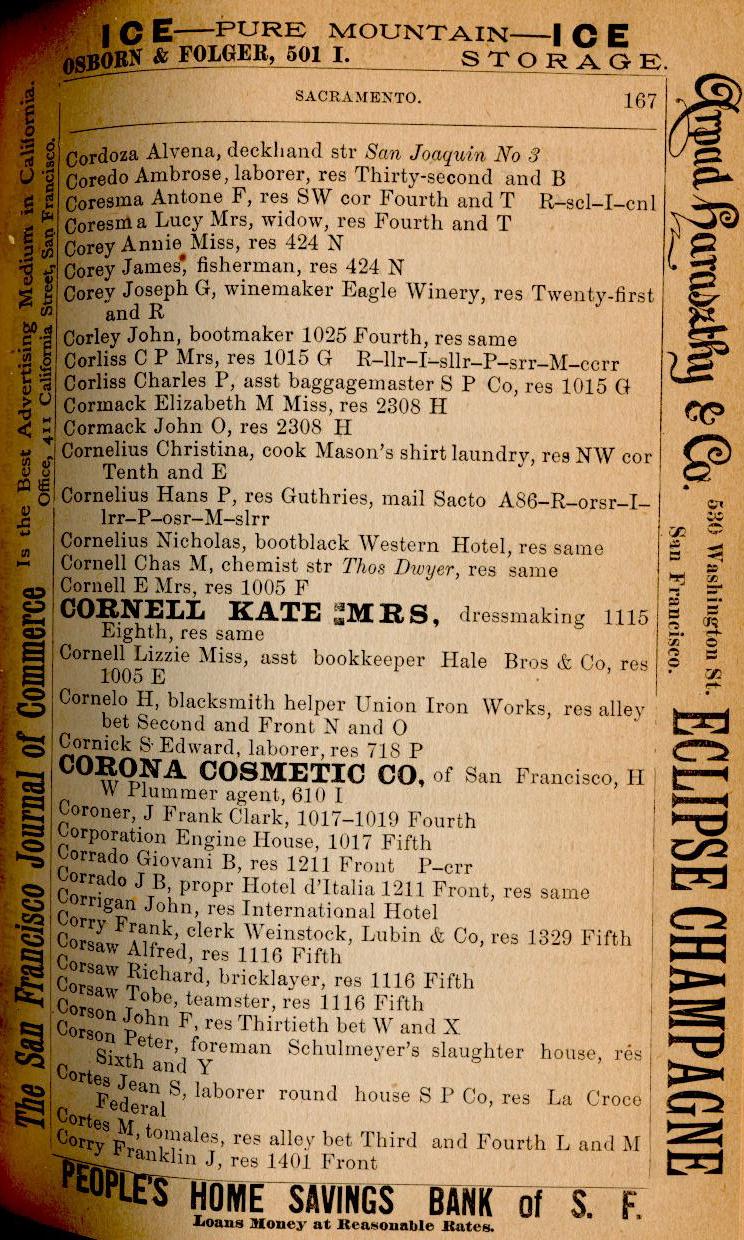 ICE—PURE MOUNTAIN—ICE
OSBORN & FOLGER, 501 I. STORAGE.
SACRAMENTO. 167
Cordoza Alvena, deckhand str San Joaquin No 3
Coredo Ambrose, laborer, res Thirty-second and B
Coresma Antone F, res SW cor Fourth and T R–scl–I–cnl
Coresma Lucy Mrs, widow, res Fourth and T
Corey Annie Miss, res 424 N
Corey James, fisherman, res 424 N
Corey Joseph G, winemaker Eagle Winery, res Twenty-first
and R
Corley John, bootmaker 1025 Fourth, res same
Corliss C P Mrs, res 1015 G R–llr–I–sllr–P–srr–M–ccrr
Corliss Charles P, asst baggagemaster S P Co, res 1015 G
Cormack Elizabeth M Miss, res 2308 H
Cormack John O, res 2308 H
Cornelius Christina, cook Mason's shirt laundry, res NW cor
Tenth and E
Cornelius Hans P, res Guthries, mail Sacto A86–R–orsr–I–
lrr–P–osr–M–slrr
Cornelius Nicholas, bootblack Western Hotel, res same
Cornell Chas M, chemist str Thos Dwyer, res same
Cornell E Mrs, res 1005 F
CORNELL KATE MRS, dressmaking 1115
Eighth, res same
Cornell Lizzie Miss, asst bookkeeper Hale Bros & Co, res
1005 E
Cornelo H, blacksmith helper Union Iron Works, res alley
bet Second and Front N and O
Cornick S Edward, laborer, res 718 P
CORONA COSMETIC CO, of San Francisco, H
W Plummer agent, 610 I
Coroner, J Frank Clark, 1017–1019 Fourth
Corporation Engine House, 1017 Fifth
Corrado Giovani B, res 1211 Front P–crr
Corrado J B, propr Hotel d'Italia 1211 Front, res same
Corrigan John, res International Hotel
Corry Frank, clerk Weinstock, Lubin & Co, res 1329 Fifth
Corsaw Alfred, res 1116 Fifth
Corsaw Richard, bricklayer, res 1116 Fifth
Corsaw Tobe, teamster, res 1116 Fifth
Corson John F, res Thirtieth bet W and X
Corson Peter, foreman Schulmeyer's slaughter house, res
Sixth and Y
Cortes Jean S, laborer round house S P Co, res La Croce
Federal
Cortes M, tomales, res alley bet Third and Fourth L and M
Corry Franklin J, res 1401 Front
PEOPLE'S HOME SAVINGS BANK of S. F.
Loans Money at Reasonable Rates.
The San Francisco Journal of Commerce Is the Best Advertising Medium in California.
Office, 411 California Street, San Francisco.
Arpad Haraszthy & Co. 530 Washington St.
San Francisco.
ECLIPSE CHAMPAGNE